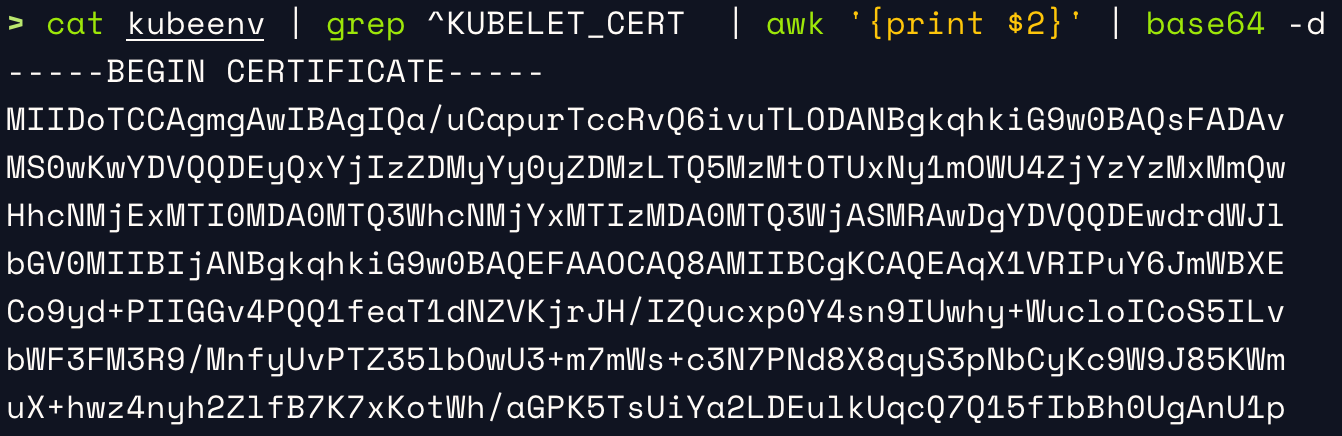 > cat kubeenv | grep ^KUBELET_CERT  | awk '{print $2}' | base64 -d
-----BEGIN CERTIFICATE-----
MIIDoTCCAgmgAwIBAgIQa/uCapurTccRvQ6ivuTLODANBgkqhkiG9w0BAQsFADAv
MS0wKwYDVQQDEyQxYjIzZDMyYy0yZDMzLTQ5MzMtOTUxNy1mOWU4ZjYzYzMxMmQw
HhcNMjExMTI0MDA0MTQ3WhcNMjYxMTIzMDA0MTQ3WjASMRAwDgYDVQQDEwdrdWJl
bGV0MIIBIjANBgkqhkiG9w0BAQEFAAOCAQ8AMIIBCgKCAQEAqX1VRIPuY6JmWBXE
Co9yd+PIIGGv4PQQ1feaT1dNZVKjrJH/IZQucxp0Y4sn9IUwhy+WucloICoS5ILv
bWF3FM3R9/MnfyUvPTZ35lbOwU3+m7mWs+c3N7PNd8X8qyS3pNbCyKc9W9J85KWm
uX+hwz4nyh2ZlfB7K7xKotWh/aGPK5TsUiYa2LDEulkUqcQ7Q15fIbBh0UgAnU1p